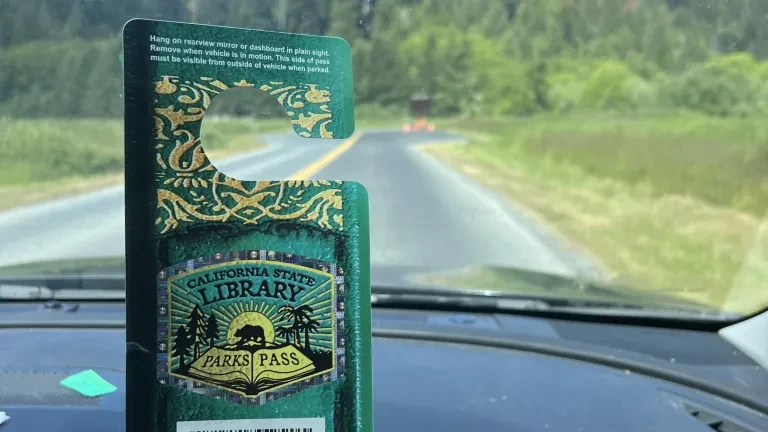 Hang on rearview mirror or dashboard in plain sight.
Remove when vehicle is in motion. This side of pass
must be visible from outside of vehicle when parked.
CALIFORNIA STATE
LIBRARY
PARKS PASS